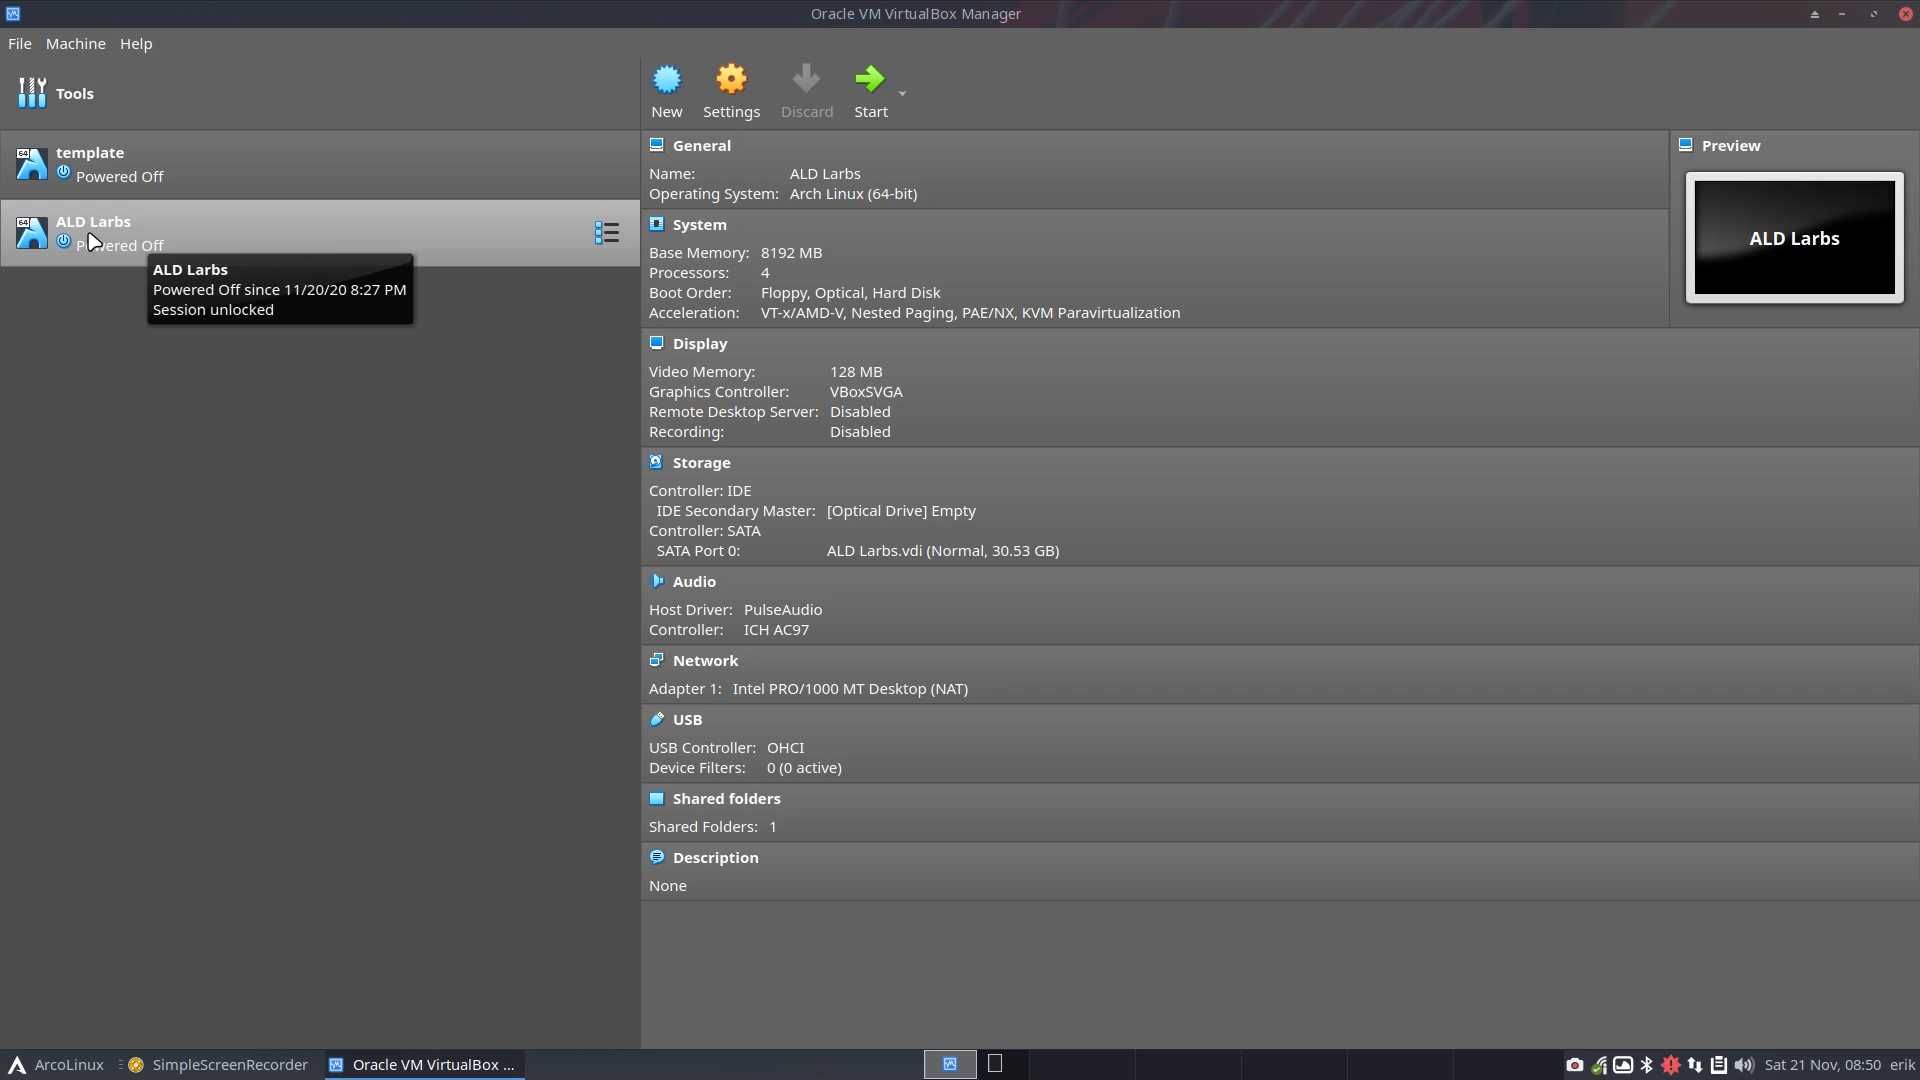 Oracle VM VirtualBox Manager
File Machine Help
Tools
New Settings Discard Start
64 template
Powered Off
64 ALD Larbs
Powered Off
ALD Larbs
Powered Off since 11/20/20 8:27 PM
Session unlocked
General
Name: ALD Larbs
Operating System: Arch Linux (64-bit)
Preview
ALD Larbs
System
Base Memory: 8192 MB
Processors: 4
Boot Order: Floppy, Optical, Hard Disk
Acceleration: VT-x/AMD-V, Nested Paging, PAE/NX, KVM Paravirtualization
Display
Video Memory: 128 MB
Graphics Controller: VBoxSVGA
Remote Desktop Server: Disabled
Recording: Disabled
Storage
Controller: IDE
IDE Secondary Master: [Optical Drive] Empty
Controller: SATA
SATA Port 0: ALD Larbs.vdi (Normal, 30.53 GB)
Audio
Host Driver: PulseAudio
Controller: ICH AC97
Network
Adapter 1: Intel PRO/1000 MT Desktop (NAT)
USB
USB Controller: OHCI
Device Filters: 0 (0 active)
Shared folders
Shared Folders: 1
Description
None
ArcoLinux SimpleScreenRecorder Oracle VM VirtualBox ... Sat 21 Nov, 08:50 erik